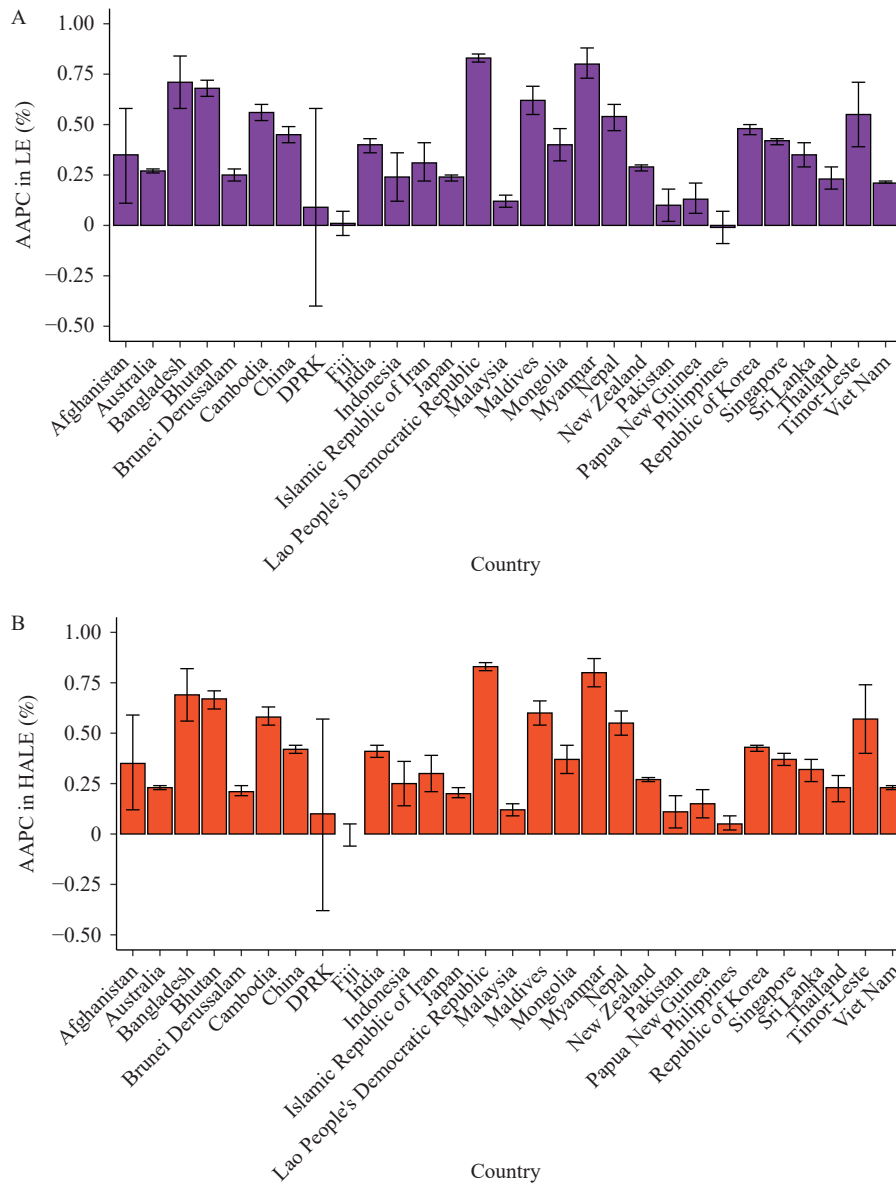 A
AAPC in LE (%)
1.00
0.75
0.50
0.25
0
−0.25
−0.50
Afghanistan
Australia
Bangladesh
Bhutan
Brunei Derussalam
Cambodia
China
DPRK
Fiji
India
Indonesia
Islamic Republic of Iran
Japan
Lao People's Democratic Republic
Malaysia
Maldives
Mongolia
Myanmar
Nepal
New Zealand
Pakistan
Papua New Guinea
Philippines
Republic of Korea
Singapore
Sri Lanka
Thailand
Timor-Leste
Viet Nam
Country
B
AAPC in HALE (%)
1.00
0.75
0.50
0.25
0
−0.25
−0.50
Afghanistan
Australia
Bangladesh
Bhutan
Brunei Derussalam
Cambodia
China
DPRK
Fiji
India
Indonesia
Islamic Republic of Iran
Japan
Lao People's Democratic Republic
Malaysia
Maldives
Mongolia
Myanmar
Nepal
New Zealand
Pakistan
Papua New Guinea
Philippines
Republic of Korea
Singapore
Sri Lanka
Thailand
Timor-Leste
Viet Nam
Country